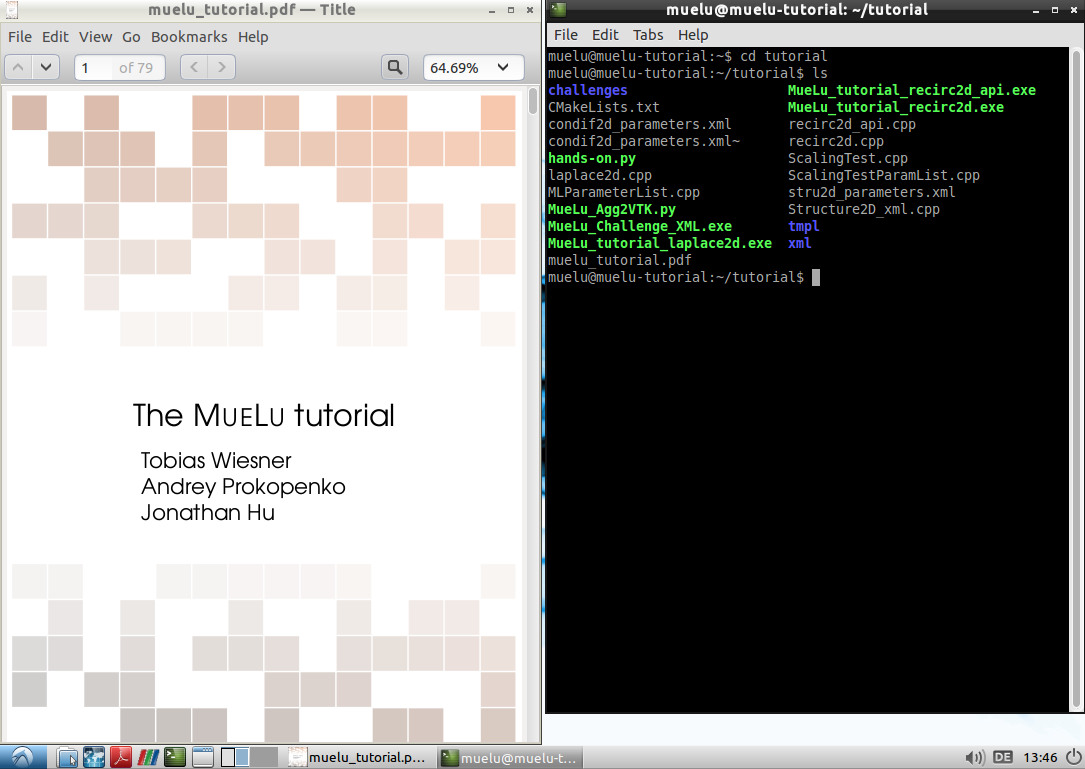 muelu_tutorial.pdf — Title
File Edit View Go Bookmarks Help
1 of 79 64.69%
The MUELU tutorial
Tobias Wiesner
Andrey Prokopenko
Jonathan Hu
muelu@muelu-tutorial: ~/tutorial
File Edit Tabs Help
muelu@muelu-tutorial:~$ cd tutorial
muelu@muelu-tutorial:~/tutorial$ ls
challenges MueLu_tutorial_recirc2d_api.exe
CMakeLists.txt MueLu_tutorial_recirc2d.exe
condif2d_parameters.xml recirc2d_api.cpp
condif2d_parameters.xml~ recirc2d.cpp
hands-on.py ScalingTest.cpp
laplace2d.cpp ScalingTestParamList.cpp
MLParameterList.cpp stru2d_parameters.xml
MueLu_Agg2VTK.py Structure2D_xml.cpp
MueLu_Challenge_XML.exe tmpl
MueLu_tutorial_laplace2d.exe xml
muelu_tutorial.pdf
muelu@muelu-tutorial:~/tutorial$
muelu_tutorial.p... muelu@muelu-t... DE 13:46